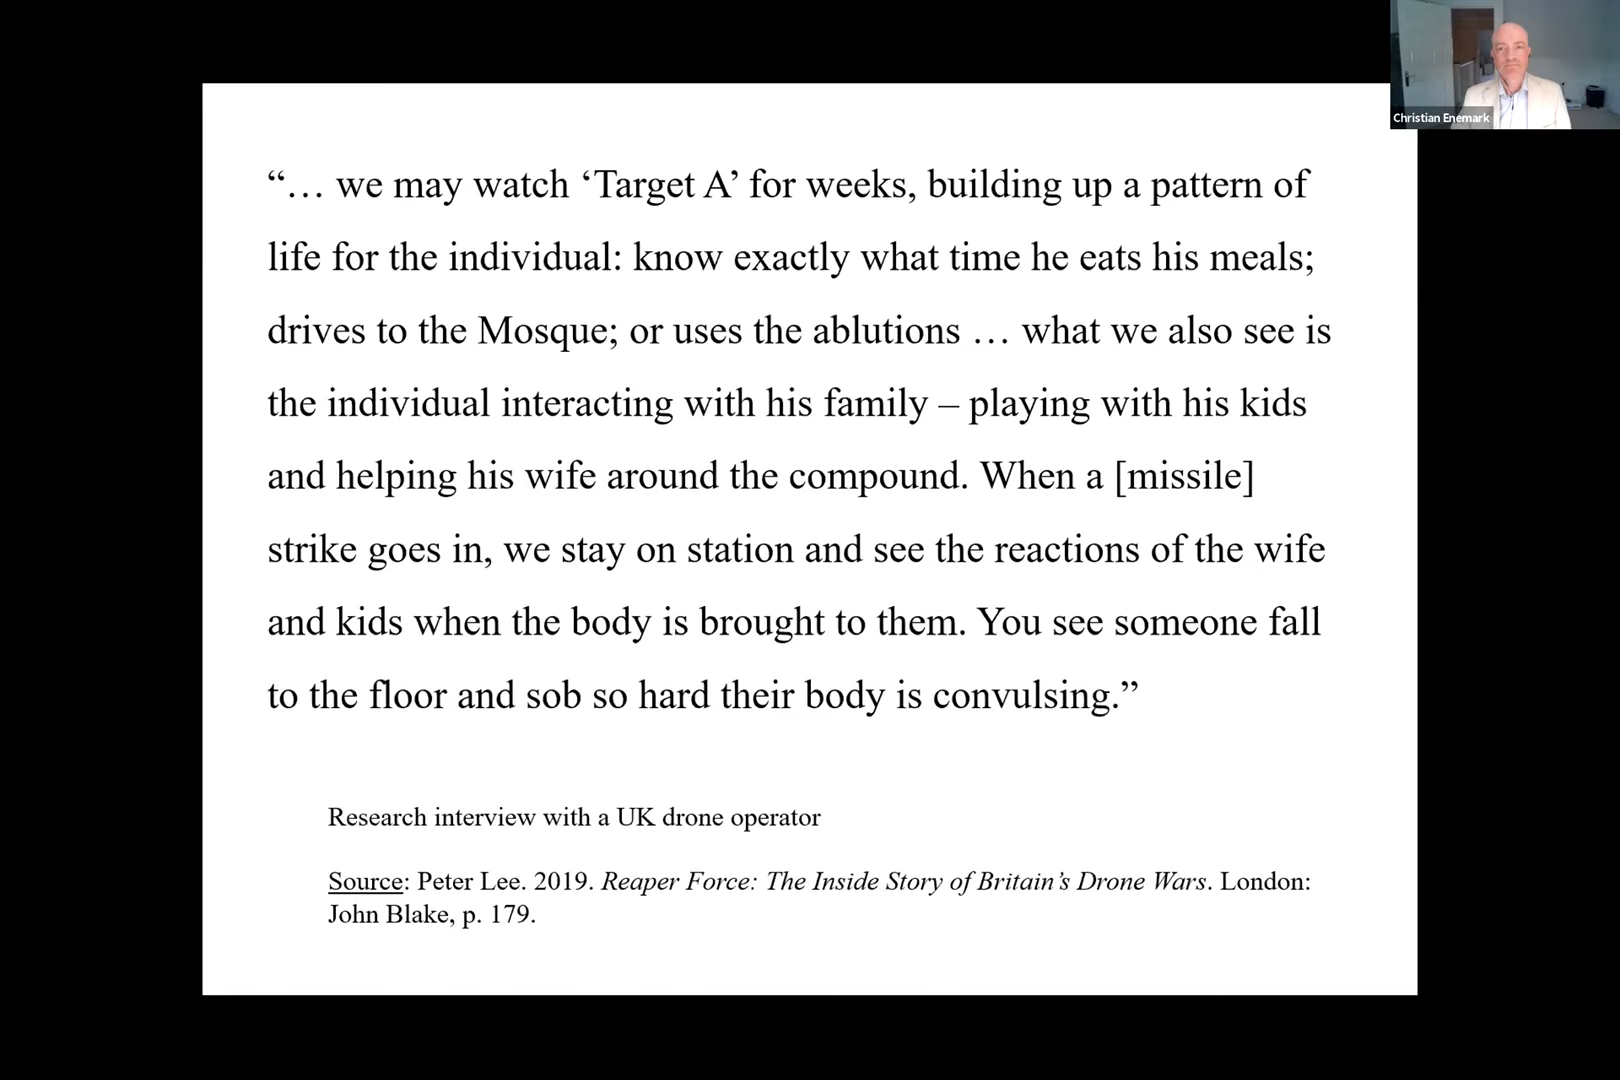 Christian Enemark
“… we may watch ‘Target A’ for weeks, building up a pattern of
life for the individual: know exactly what time he eats his meals;
drives to the Mosque; or uses the ablutions … what we also see is
the individual interacting with his family – playing with his kids
and helping his wife around the compound. When a [missile]
strike goes in, we stay on station and see the reactions of the wife
and kids when the body is brought to them. You see someone fall
to the floor and sob so hard their body is convulsing.”
Research interview with a UK drone operator
Source: Peter Lee. 2019. Reaper Force: The Inside Story of Britain’s Drone Wars. London:
John Blake, p. 179.